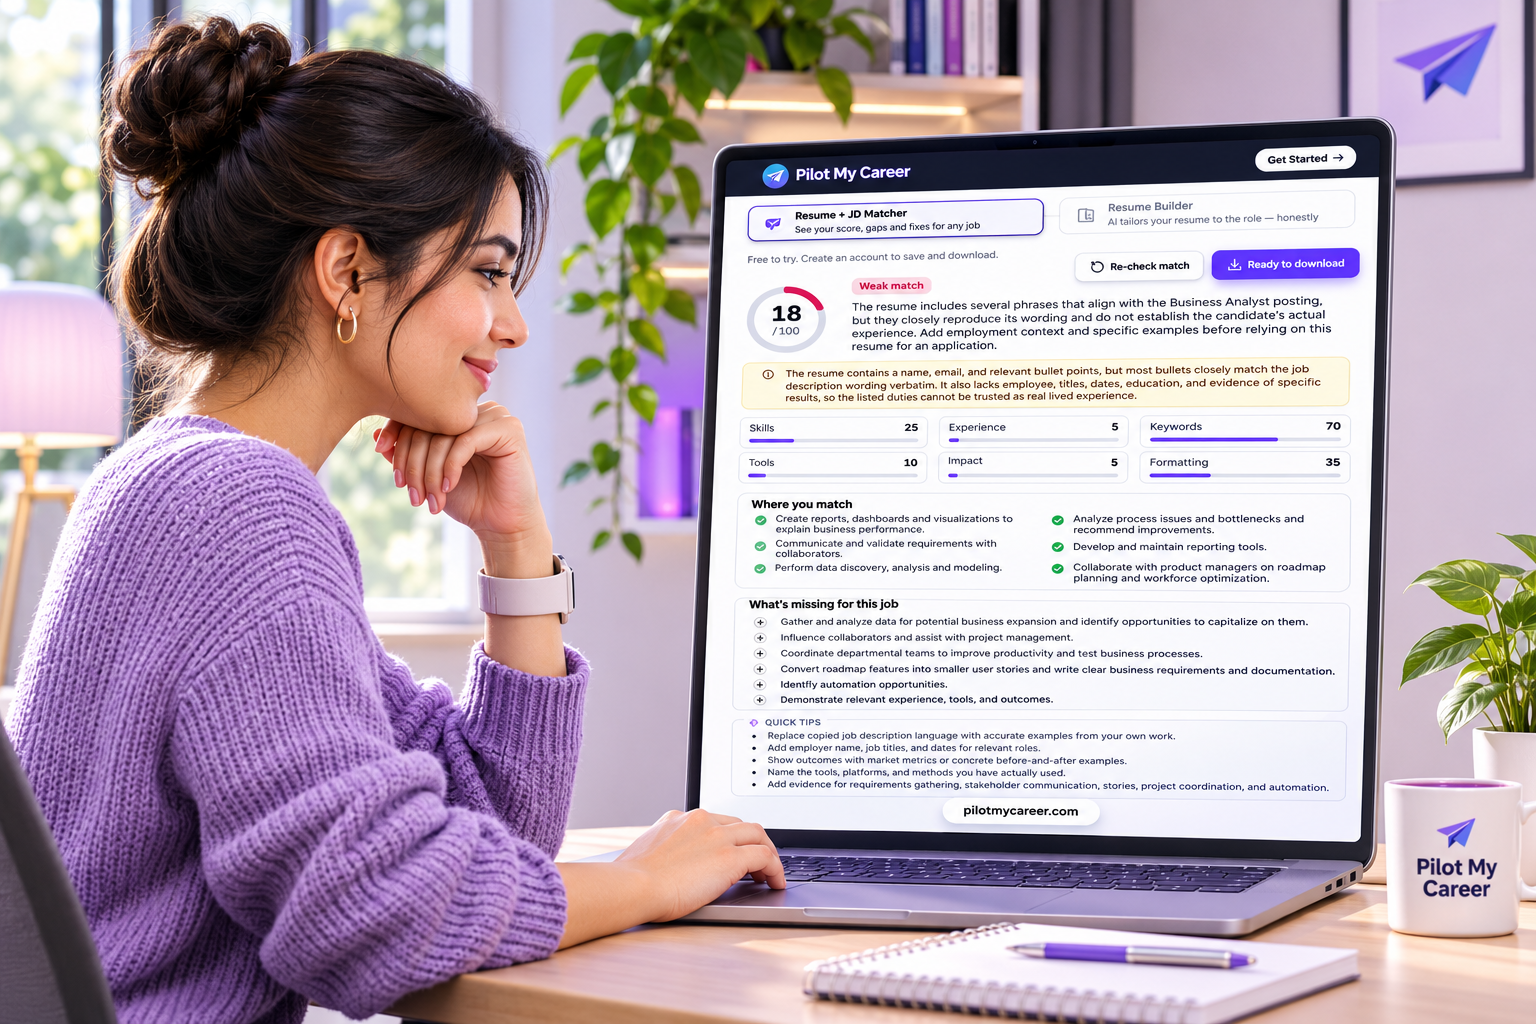 Pilot My Career
Get Started →
Resume + JD Matcher
See your score, gaps and fixes for any job
Resume Builder
AI tailors your resume to the role — honestly
Free to try. Create an account to save and download.
Re-check match
Ready to download
18
/100
Weak match
The resume includes several phrases that align with the Business Analyst posting,
but they closely reproduce its wording and do not establish the candidate's actual
experience. Add employment context and specific examples before relying on this
resume for an application.
The resume contains a name, email, and relevant bullet points, but most bullets closely match the job
description wording verbatim. It also lacks employee, titles, dates, education, and evidence of specific
results, so the listed duties cannot be trusted as real lived experience.
Skills 25
Experience 5
Keywords 70
Tools 10
Impact 5
Formatting 35
Where you match
Create reports, dashboards and visualizations to
explain business performance.
Communicate and validate requirements with
collaborators.
Perform data discovery, analysis and modeling.
Analyze process issues and bottlenecks and
recommend improvements.
Develop and maintain reporting tools.
Collaborate with product managers on roadmap
planning and workforce optimization.
What's missing for this job
Gather and analyze data for potential business expansion and identify opportunities to capitalize on them.
Influence collaborators and assist with project management.
Coordinate departmental teams to improve productivity and test business processes.
Convert roadmap features into smaller user stories and write clear business requirements and documentation.
Identfly automation opportunities.
Demonstrate relevant experience, tools, and outcomes.
QUICK TIPS
• Replace copied job description language with accurate examples from your own work.
• Add employer name, job titles, and dates for relevant roles.
• Show outcomes with market metrics or concrete before-and-after examples.
• Name the tools, platforms, and methods you have actually used.
• Add evidence for requirements gathering, stakeholder communication, stories, project coordination, and automation.
pilotmycareer.com
Pilot My
Career